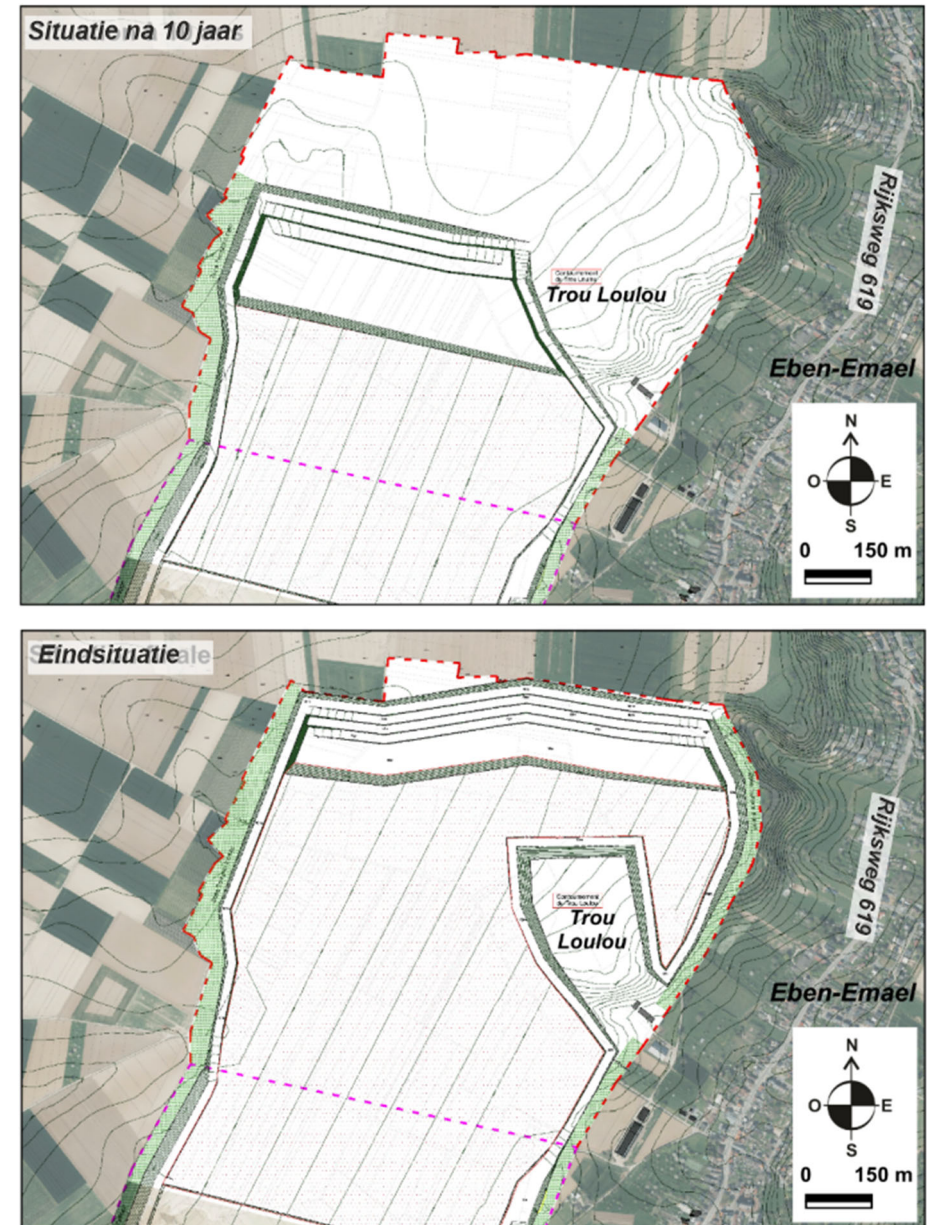 Situatie na 10 jaar
Rijksweg 619
Trou Loulou
Eben-Emael
N
O E
S
0 150 m
Eindsituatie
Rijksweg 619
Trou
Loulou
Eben-Emael
N
O E
S
0 150 m